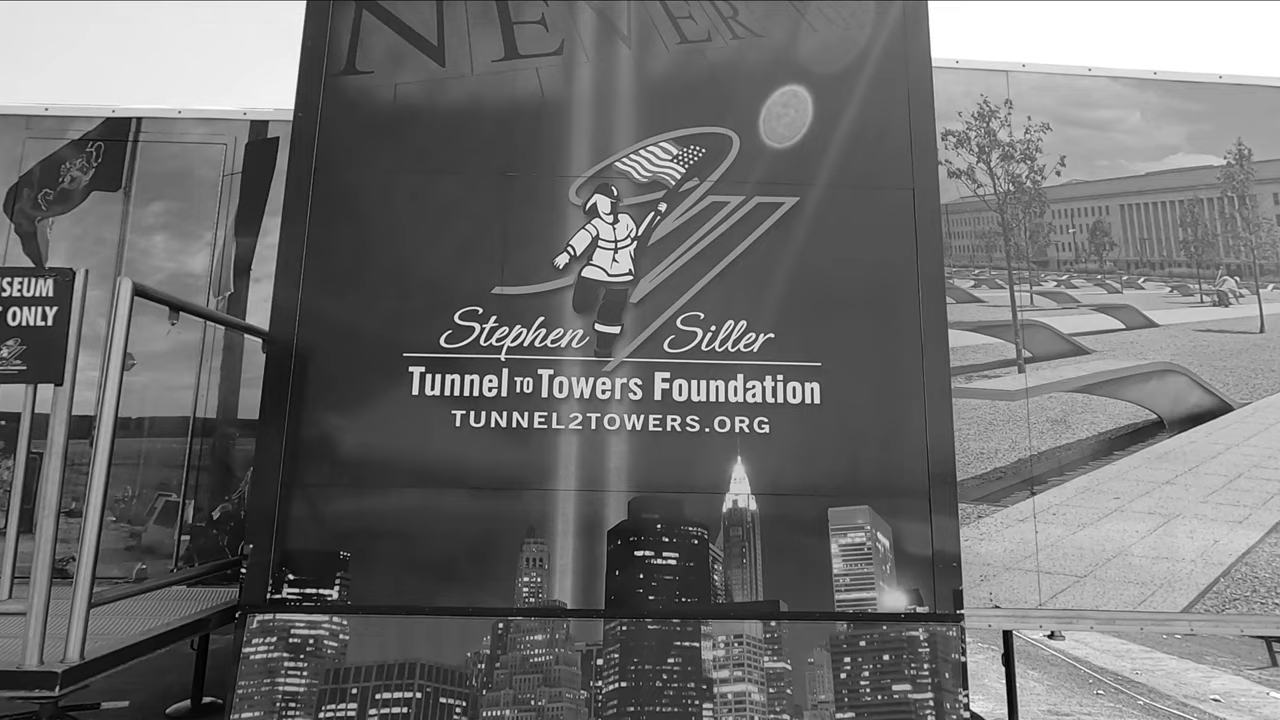 NEVER
SEUM
ONLY
Stephen Siller
Tunnel TO Towers Foundation
TUNNEL2TOWERS.ORG